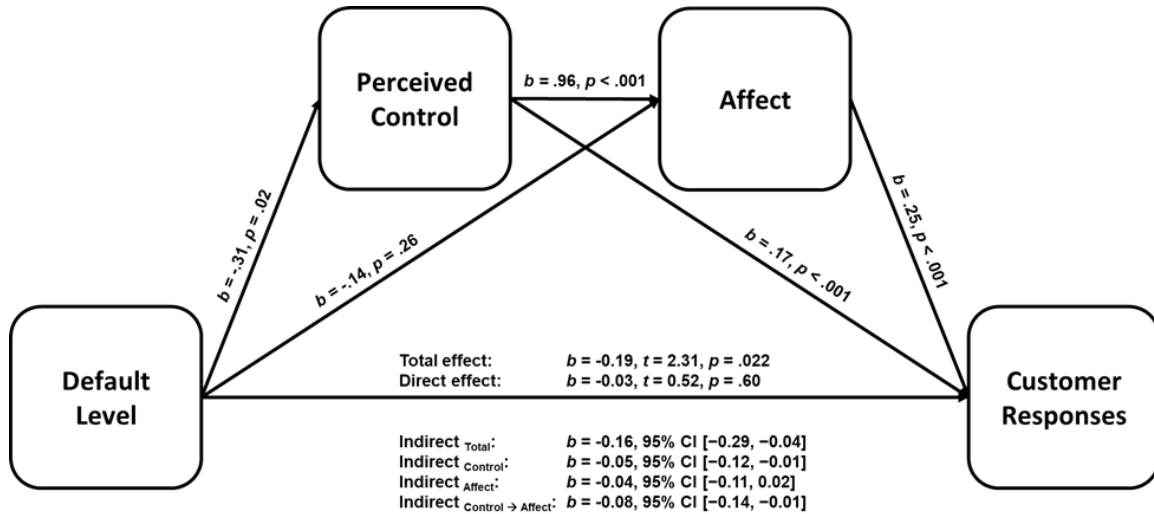 Perceived
Control
Affect
b = .96, p < .001
b = -.31, p = .02
b = -.14, p = .26
b = .17, p < .001
b = .25, p < .001
Default
Level
Customer
Responses
Total effect: b = -0.19, t = 2.31, p = .022
Direct effect: b = -0.03, t = 0.52, p = .60
Indirect Total: b = -0.16, 95% CI [−0.29, −0.04]
Indirect Control: b = -0.05, 95% CI [−0.12, −0.01]
Indirect Affect: b = -0.04, 95% CI [−0.11, 0.02]
Indirect Control → Affect: b = -0.08, 95% CI [−0.14, −0.01]